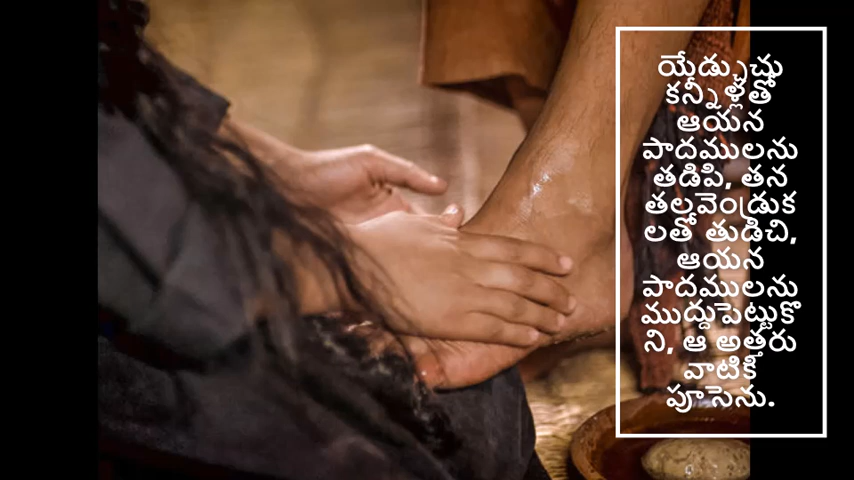 యేడ్చుచ్చు
కన్నీళ్లతో
ఆయన
పాదములను
తడిపి, తన
తలవెండ్రుక
లతో తుడిచి,
ఆయన
పాదములను
ముద్దుపెట్టుకొ
ని, ఆ అత్తరు
వాటికి
పూసెను.